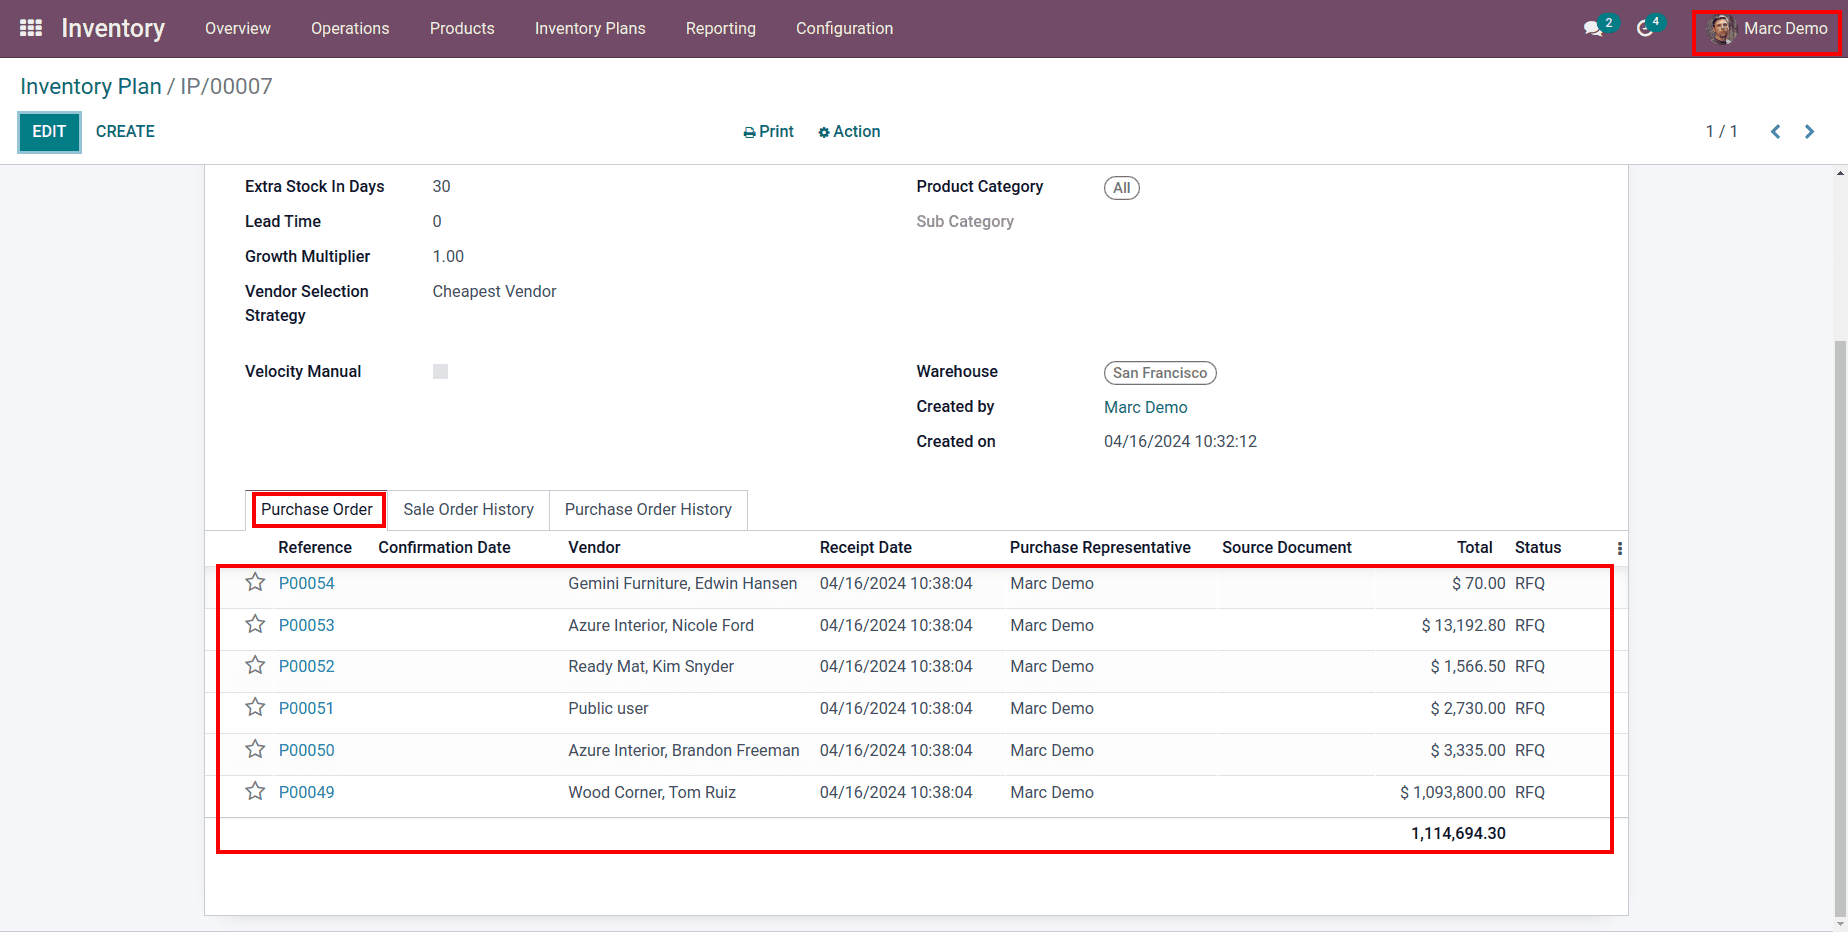 Inventory Overview Operations Products Inventory Plans Reporting Configuration 2 4 Marc Demo
Inventory Plan / IP/00007
EDIT CREATE Print Action 1 / 1
Extra Stock In Days 30 Product Category All
Lead Time 0 Sub Category
Growth Multiplier 1.00
Vendor Selection Cheapest Vendor
Strategy
Velocity Manual Warehouse San Francisco
Created by Marc Demo
Created on 04/16/2024 10:32:12
Purchase Order Sale Order History Purchase Order History
Reference Confirmation Date Vendor Receipt Date Purchase Representative Source Document Total Status
P00054 Gemini Furniture, Edwin Hansen 04/16/2024 10:38:04 Marc Demo $ 70.00 RFQ
P00053 Azure Interior, Nicole Ford 04/16/2024 10:38:04 Marc Demo $ 13,192.80 RFQ
P00052 Ready Mat, Kim Snyder 04/16/2024 10:38:04 Marc Demo $ 1,566.50 RFQ
P00051 Public user 04/16/2024 10:38:04 Marc Demo $ 2,730.00 RFQ
P00050 Azure Interior, Brandon Freeman 04/16/2024 10:38:04 Marc Demo $ 3,335.00 RFQ
P00049 Wood Corner, Tom Ruiz 04/16/2024 10:38:04 Marc Demo $ 1,093,800.00 RFQ
1,114,694.30